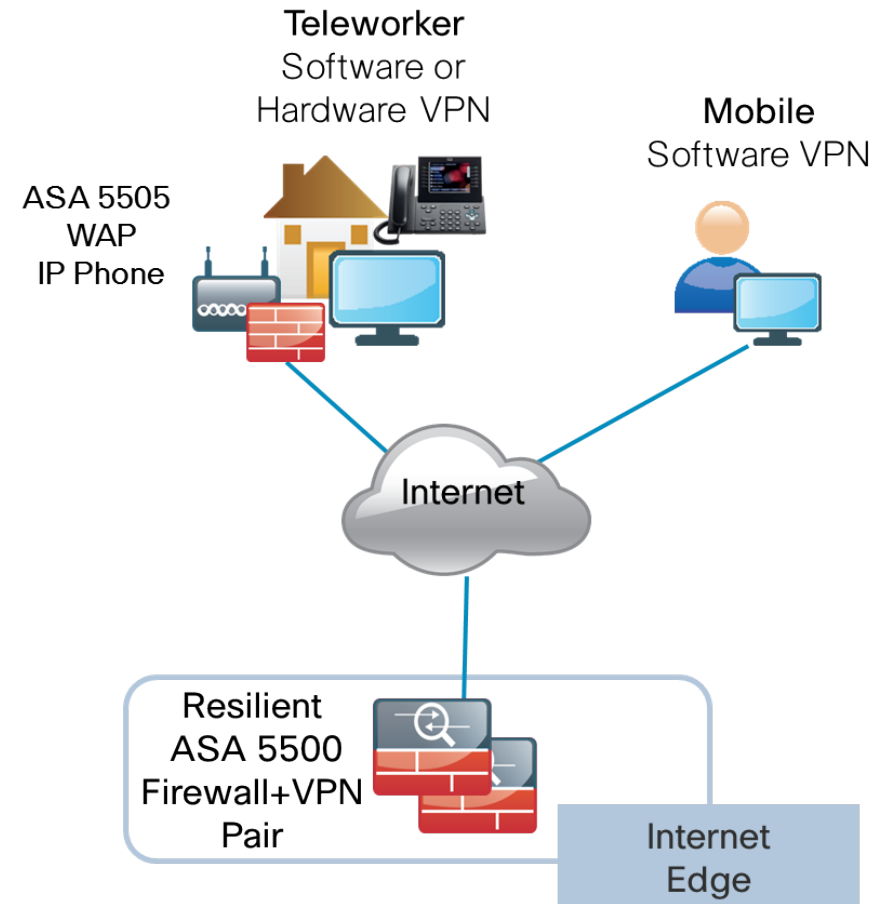 Teleworker
Software or
Hardware VPN
Mobile
Software VPN
ASA 5505
WAP
IP Phone
Internet
Resilient
ASA 5500
Firewall+VPN
Pair
Internet
Edge